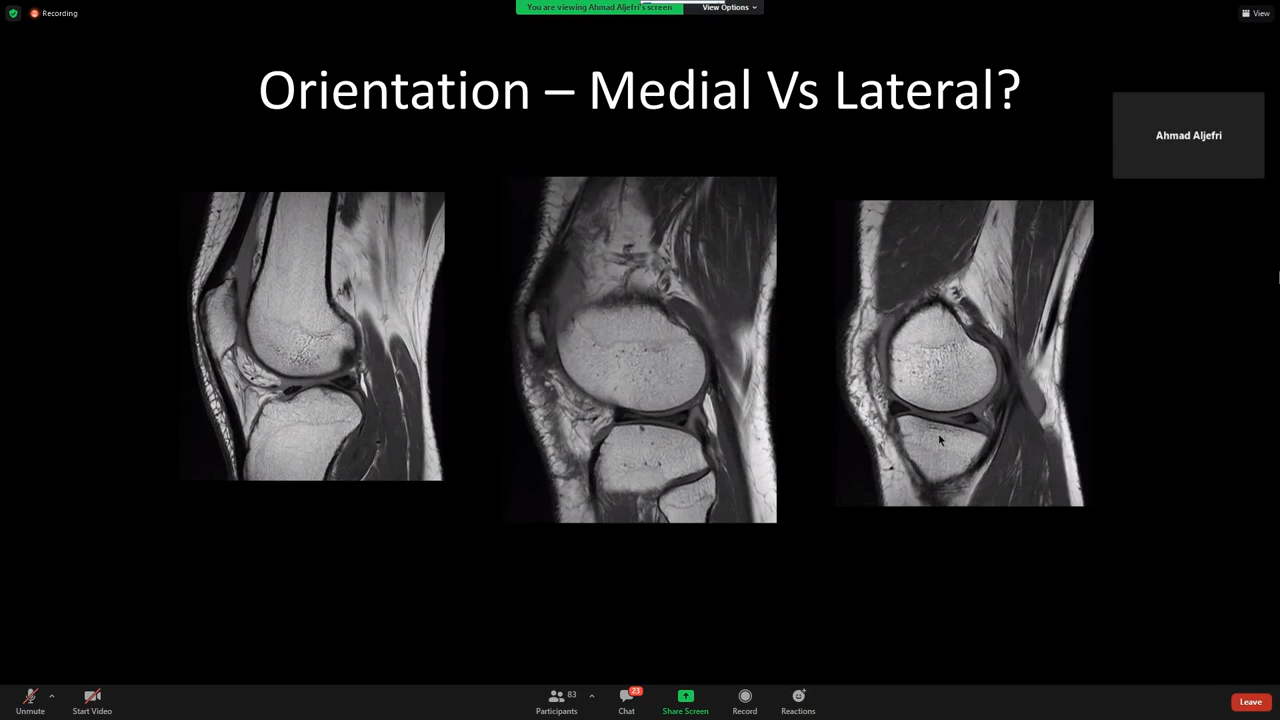 You are viewing Ahmad Aljefri's screen
View Options
Recording
View
Orientation – Medial Vs Lateral?
Ahmad Aljefri
Unmute
Start Video
Participants
83
Chat
23
Share Screen
Record
Reactions
Leave